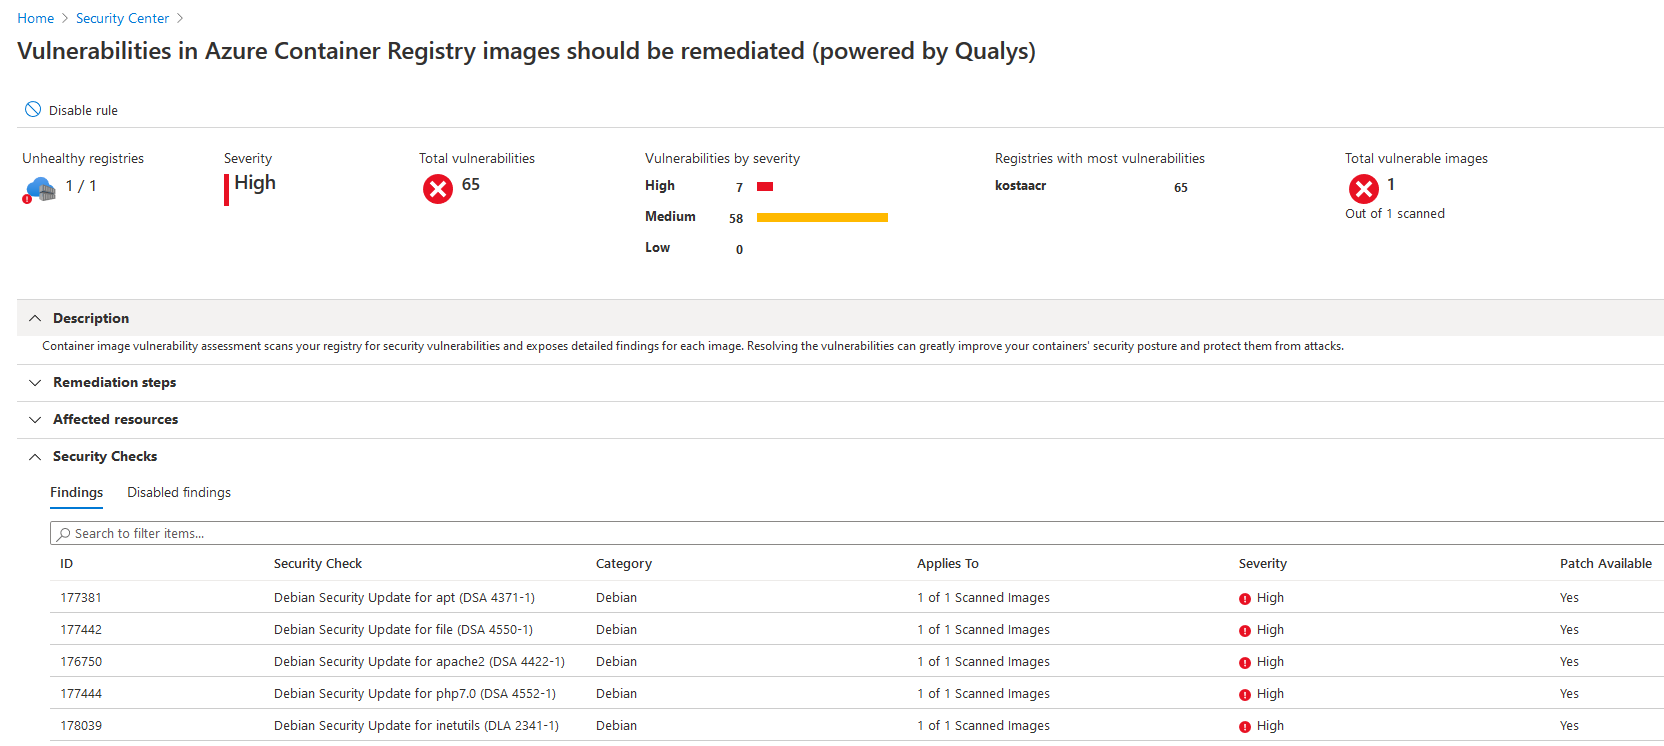 Home > Security Center >
Vulnerabilities in Azure Container Registry images should be remediated (powered by Qualys)
Disable rule
Unhealthy registries
1 / 1
Severity
High
Total vulnerabilities
65
Vulnerabilities by severity
High 7
Medium 58
Low 0
Registries with most vulnerabilities
kostaacr 65
Total vulnerable images
1
Out of 1 scanned
Description
Container image vulnerability assessment scans your registry for security vulnerabilities and exposes detailed findings for each image. Resolving the vulnerabilities can greatly improve your containers' security posture and protect them from attacks.
Remediation steps
Affected resources
Security Checks
Findings Disabled findings
Search to filter items...
ID Security Check Category Applies To Severity Patch Available
177381 Debian Security Update for apt (DSA 4371-1) Debian 1 of 1 Scanned Images High Yes
177442 Debian Security Update for file (DSA 4550-1) Debian 1 of 1 Scanned Images High Yes
176750 Debian Security Update for apache2 (DSA 4422-1) Debian 1 of 1 Scanned Images High Yes
177444 Debian Security Update for php7.0 (DSA 4552-1) Debian 1 of 1 Scanned Images High Yes
178039 Debian Security Update for inetutils (DLA 2341-1) Debian 1 of 1 Scanned Images High Yes